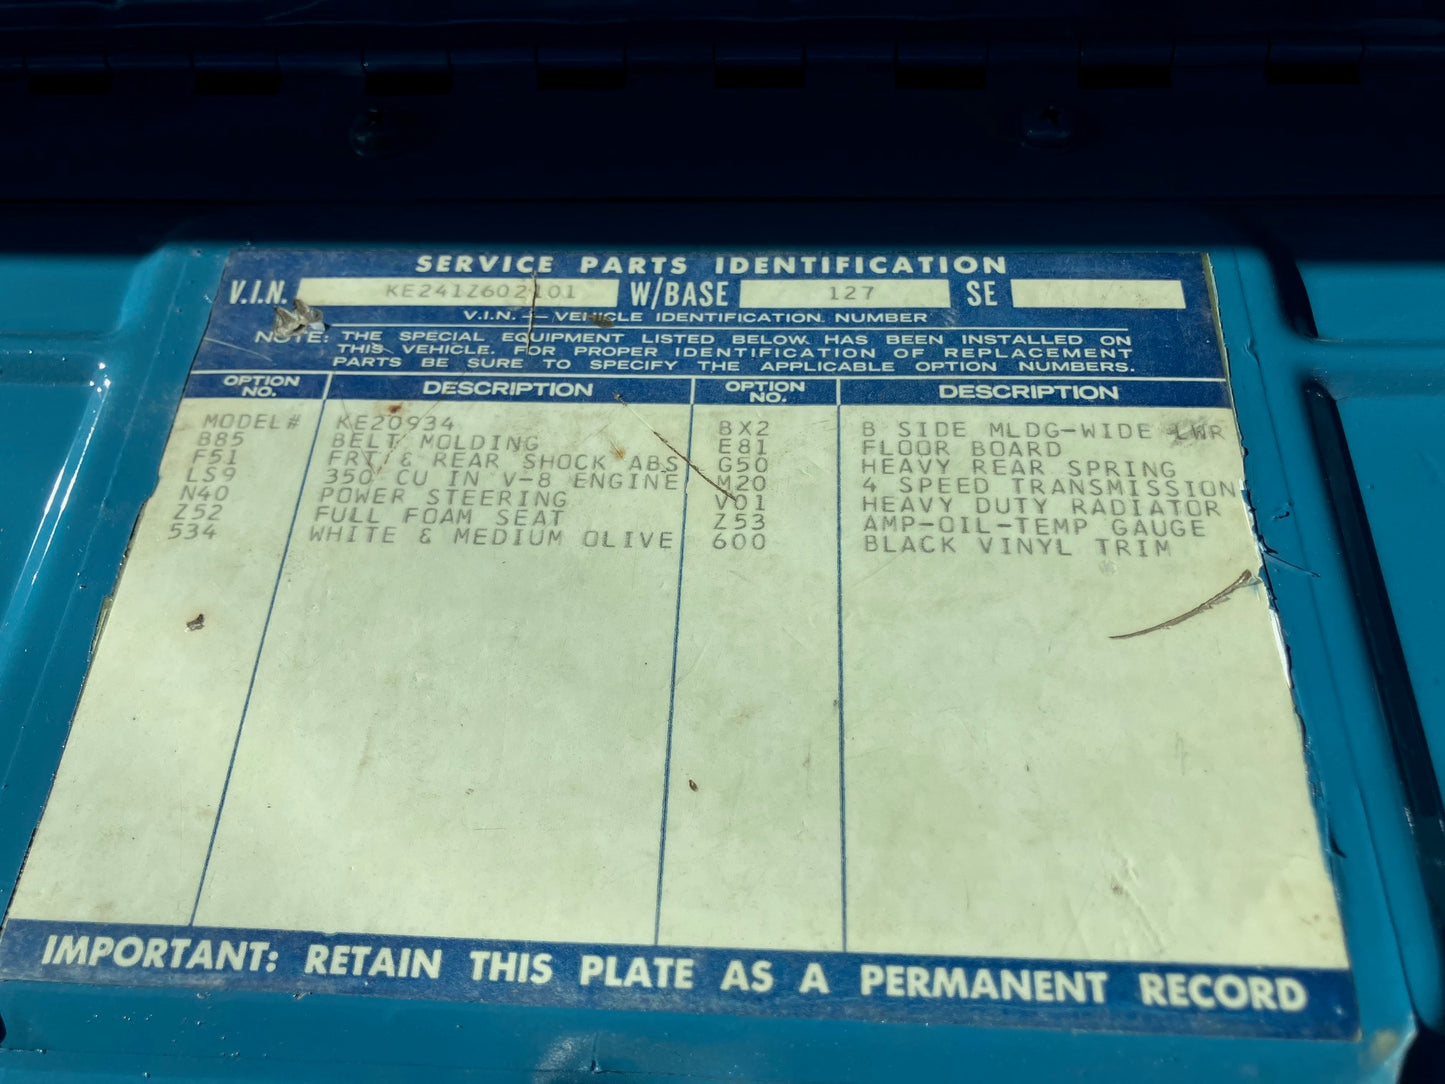 SERVICE PARTS IDENTIFICATION
V.I.N. KE241Z602101 W/BASE 127 SE
V.I.N. — VEHICLE IDENTIFICATION NUMBER
NOTE: THE SPECIAL EQUIPMENT LISTED BELOW HAS BEEN INSTALLED ON
THIS VEHICLE. FOR PROPER IDENTIFICATION OF REPLACEMENT
PARTS BE SURE TO SPECIFY THE APPLICABLE OPTION NUMBERS.
OPTION NO. DESCRIPTION OPTION NO. DESCRIPTION
MODEL# KE20934 BX2 B SIDE MLDG-WIDE LWR
B85 BELT MOLDING E81 FLOOR BOARD
F51 FRT & REAR SHOCK ABS G50 HEAVY REAR SPRING
LS9 350 CU IN V-8 ENGINE M20 4 SPEED TRANSMISSION
N40 POWER STEERING V01 HEAVY DUTY RADIATOR
Z52 FULL FOAM SEAT Z53 AMP-OIL-TEMP GAUGE
534 WHITE & MEDIUM OLIVE 600 BLACK VINYL TRIM
IMPORTANT: RETAIN THIS PLATE AS A PERMANENT RECORD